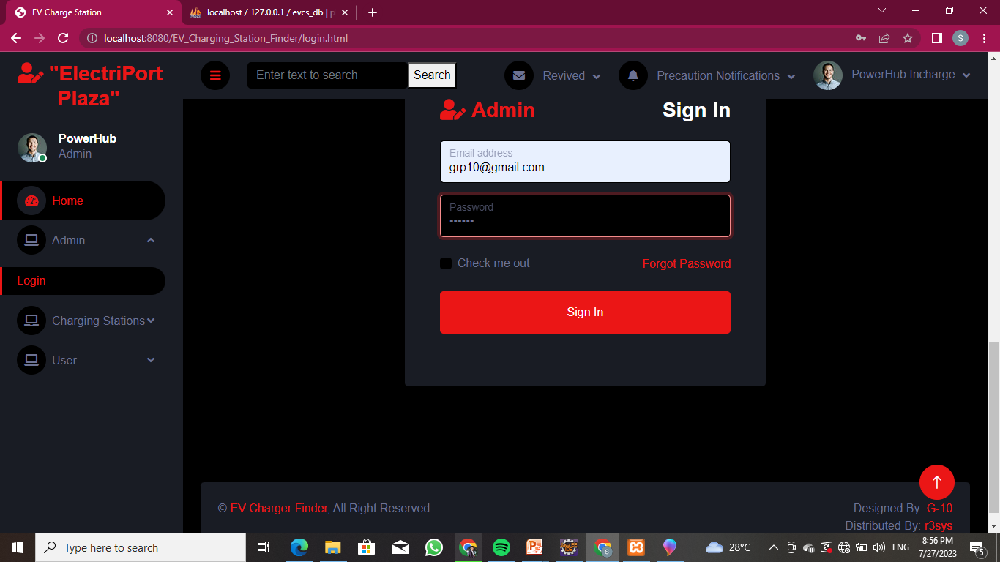 EV Charge Station
localhost / 127.0.0.1 / evcs_db | p
localhost:8080/EV_Charging_Station_Finder/login.html
S
"ElectriPort
Plaza"
Enter text to search
Search
Revived
Precaution Notifications
PowerHub Incharge
PowerHub
Admin
Home
Admin
Login
Charging Stations
User
Admin
Sign In
Email address
grp10@gmail.com
Password
••••••
Check me out
Forgot Password
Sign In
© EV Charger Finder, All Right Reserved.
Designed By: G-10
Distributed By: r3sys
Type here to search
28°C
ENG
8:56 PM
7/27/2023
5